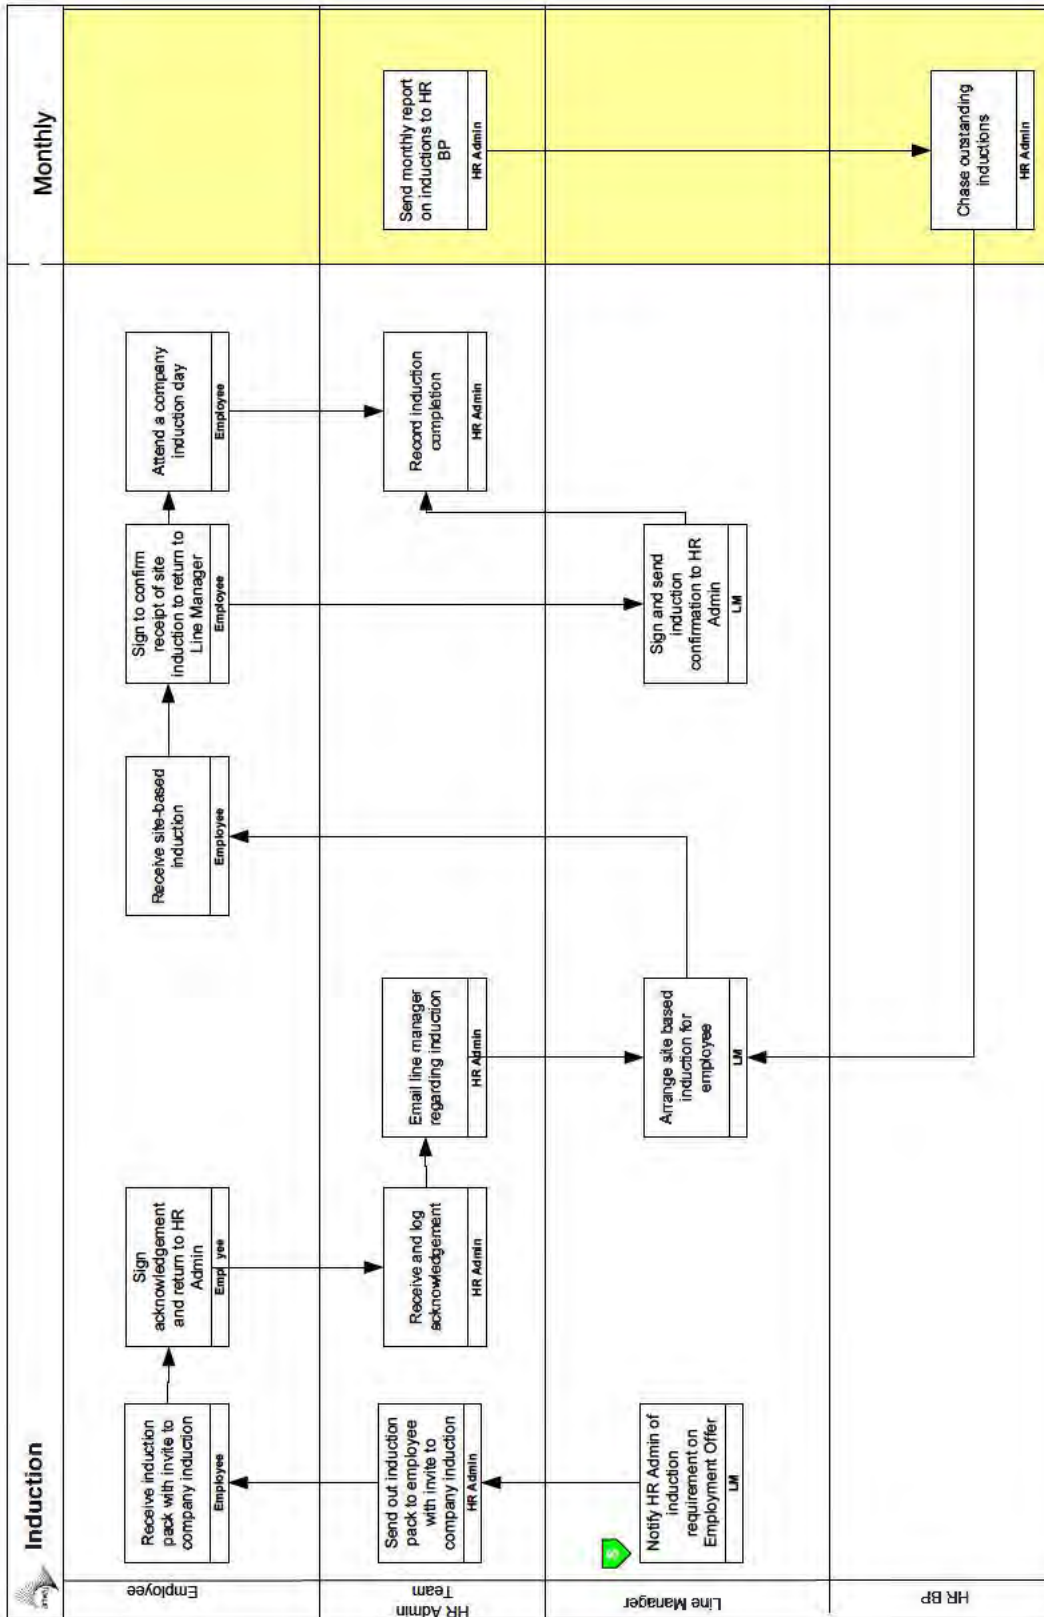 Induction
Monthly
Employee
Receive induction
pack with invite to
company induction
Employee
Sign
acknowledgement
and return to HR
Admin
Emp yee
Receive site-based
induction
Employee
Sign to confirm
receipt of site
induction to return to
Line Manager
Employee
Attend a company
induction day
Employee
HR Admin
Team
Send out induction
pack to employee
with invite to
company induction
HR Admin
Receive and log
acknowledgement
HR Admin
Email line manager
regarding induction
HR Admin
Record induction
completion
HR Admin
Send monthly report
on inductions to HR
BP
HR Admin
Line Manager
S
Notify HR Admin of
induction
requirement on
Employment Offer
LM
Arrange site based
induction for
employee
LM
Sign and send
induction
confirmation to HR
Admin
LM
HR BP
Chase outstanding
inductions
HR Admin